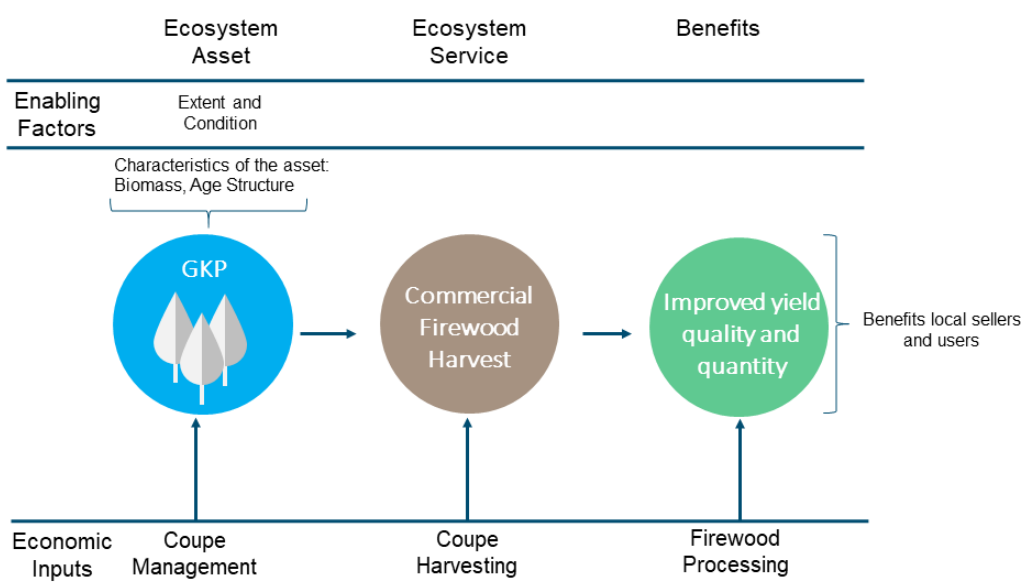 Ecosystem
Asset
Ecosystem
Service
Benefits
Enabling
Factors
Extent and
Condition
Characteristics of the asset:
Biomass, Age Structure
GKP
Commercial
Firewood
Harvest
Improved yield
quality and
quantity
Benefits local sellers
and users
Economic
Inputs
Coupe
Management
Coupe
Harvesting
Firewood
Processing